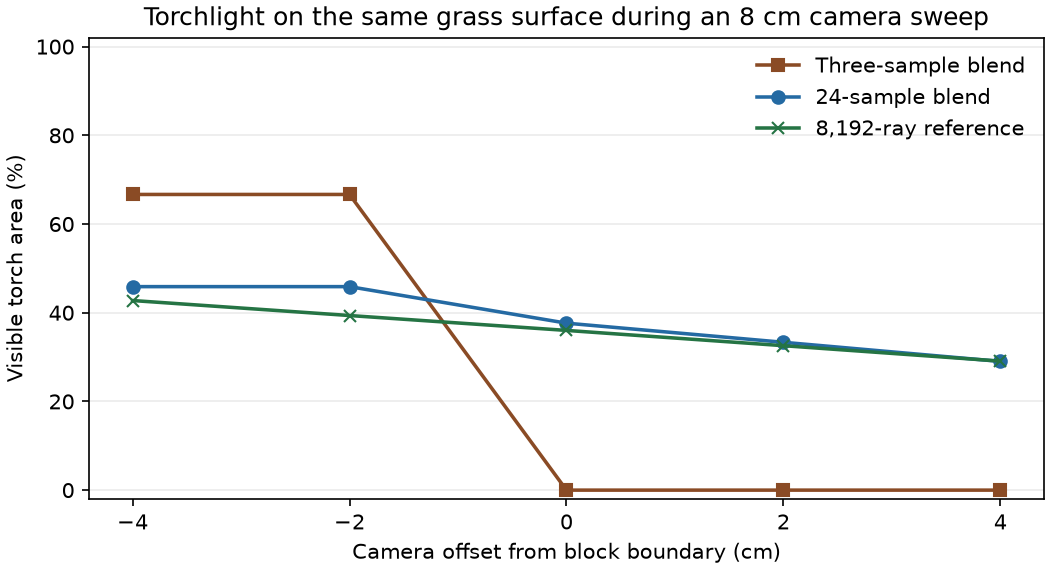 Torchlight on the same grass surface during an 8 cm camera sweep
Three-sample blend
24-sample blend
8,192-ray reference
Visible torch area (%)
100
80
60
40
20
0
−4
−2
0
2
4
Camera offset from block boundary (cm)